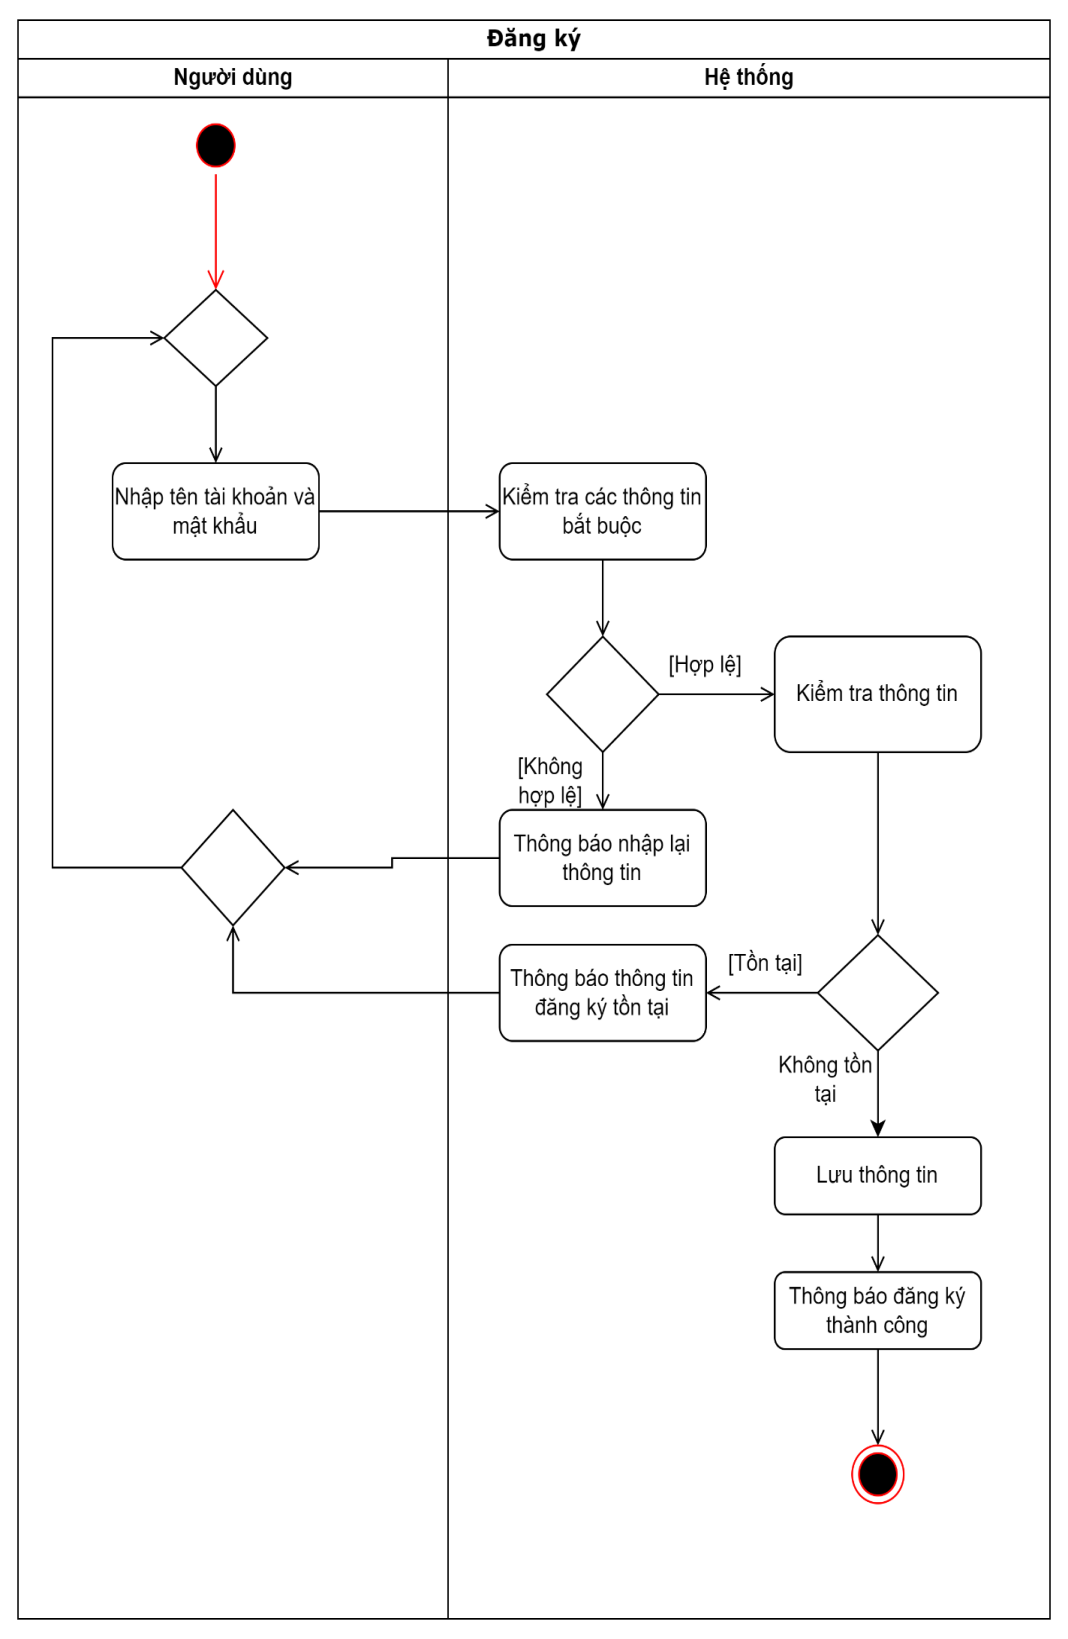 Đăng ký
Người dùng
Hệ thống
Nhập tên tài khoản và
mật khẩu
Kiểm tra các thông tin
bắt buộc
[Hợp lệ]
Kiểm tra thông tin
[Không
hợp lệ]
Thông báo nhập lại
thông tin
[Tồn tại]
Thông báo thông tin
đăng ký tồn tại
Không tồn
tại
Lưu thông tin
Thông báo đăng ký
thành công